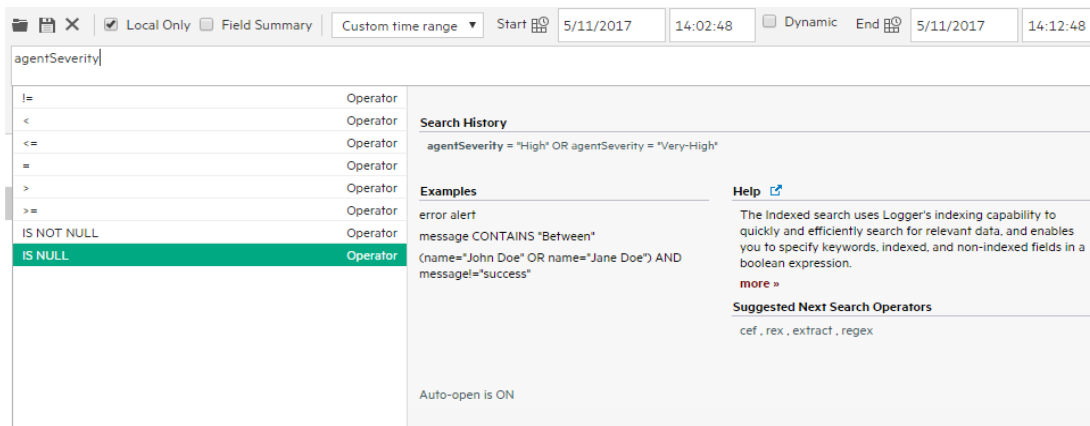 Local Only Field Summary Custom time range Start 5/11/2017 14:02:48 Dynamic End 5/11/2017 14:12:48
agentSeverity
!= Operator
< Operator
<= Operator
= Operator
> Operator
>= Operator
IS NOT NULL Operator
IS NULL Operator
Search History
agentSeverity = "High" OR agentSeverity = "Very-High"
Examples
error alert
message CONTAINS "Between"
(name="John Doe" OR name="Jane Doe") AND
message!="success"
Help
The Indexed search uses Logger's indexing capability to
quickly and efficiently search for relevant data, and enables
you to specify keywords, indexed, and non-indexed fields in a
boolean expression.
more »
Suggested Next Search Operators
cef , rex , extract , regex
Auto-open is ON